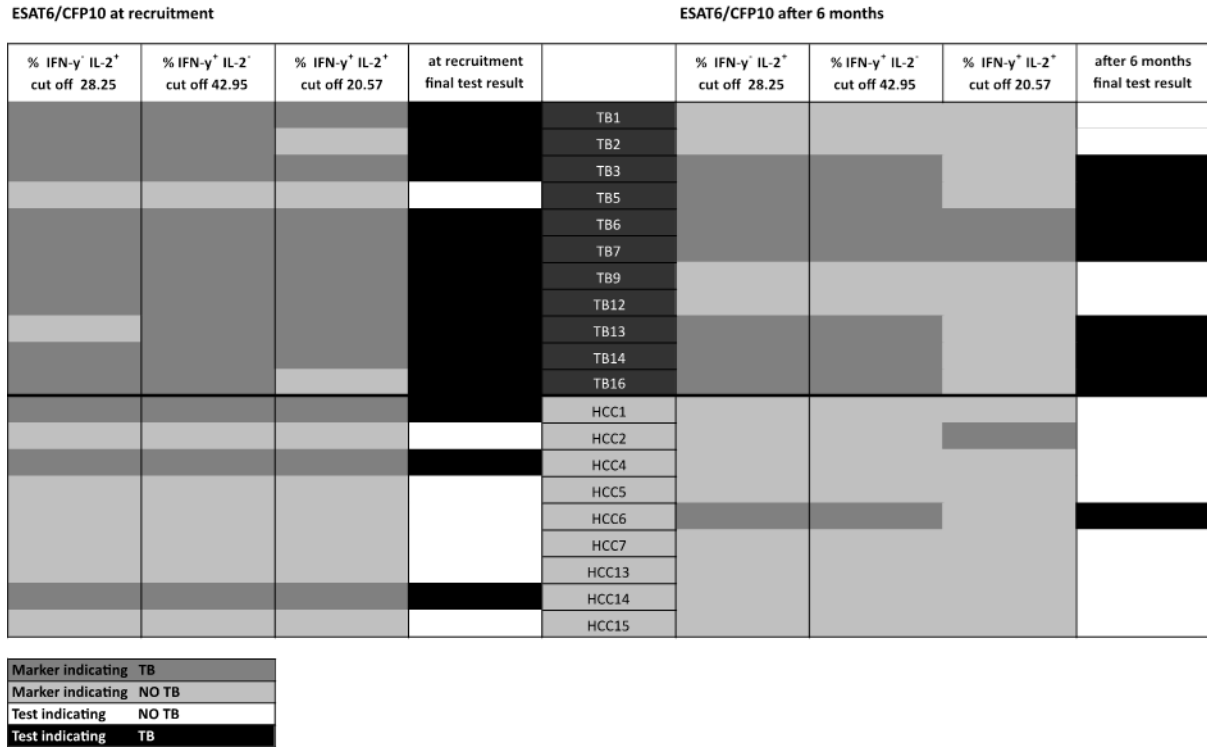 ESAT6/CFP10 at recruitment
ESAT6/CFP10 after 6 months
% IFN-y⁻ IL-2⁺
cut off 28.25
% IFN-y⁺ IL-2⁻
cut off 42.95
% IFN-y⁺ IL-2⁺
cut off 20.57
at recruitment
final test result
% IFN-y⁻ IL-2⁺
cut off 28.25
% IFN-y⁺ IL-2⁻
cut off 42.95
% IFN-y⁺ IL-2⁺
cut off 20.57
after 6 months
final test result
TB1
TB2
TB3
TB5
TB6
TB7
TB9
TB12
TB13
TB14
TB16
HCC1
HCC2
HCC4
HCC5
HCC6
HCC7
HCC13
HCC14
HCC15
Marker indicating TB
Marker indicating NO TB
Test indicating NO TB
Test indicating TB